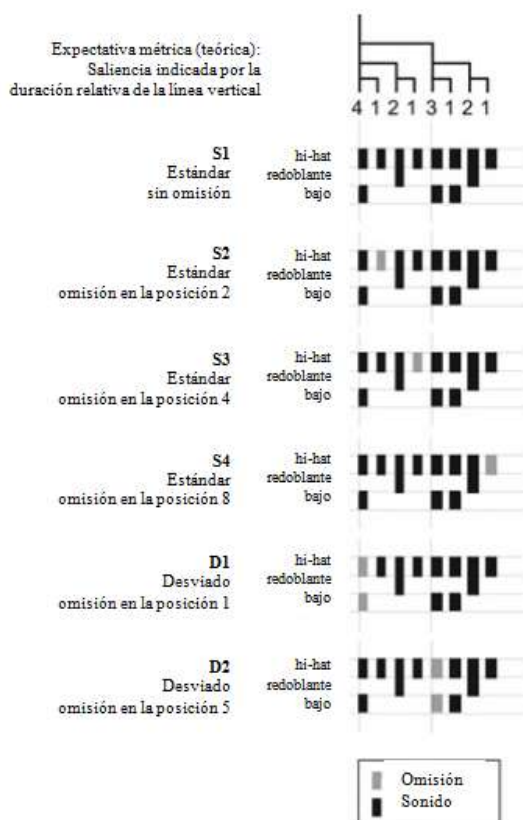 Expectativa métrica (teórica):
Saliencia indicada por la
duración relativa de la línea vertical
4 1 2 1 3 1 2 1
S1
Estándar
sin omisión
hi-hat
redoblante
bajo
S2
Estándar
omisión en la posición 2
hi-hat
redoblante
bajo
S3
Estándar
omisión en la posición 4
hi-hat
redoblante
bajo
S4
Estándar
omisión en la posición 8
hi-hat
redoblante
bajo
D1
Desviado
omisión en la posición 1
hi-hat
redoblante
bajo
D2
Desviado
omisión en la posición 5
hi-hat
redoblante
bajo
Omisión
Sonido